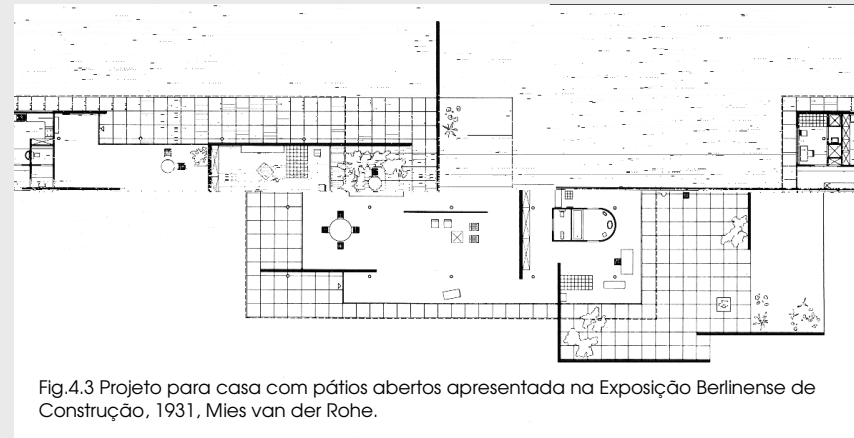 Fig.4.3 Projeto para casa com pátios abertos apresentada na Exposição Berlinense de
Construção, 1931, Mies van der Rohe.